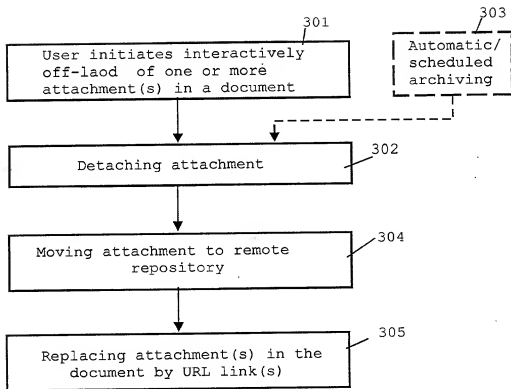 301
User initiates interactively
off-laod of one or more
attachment(s) in a document
303
Automatic/
scheduled
archiving
302
Detaching attachment
304
Moving attachment to remote
repository
305
Replacing attachment(s) in the
document by URL link(s)